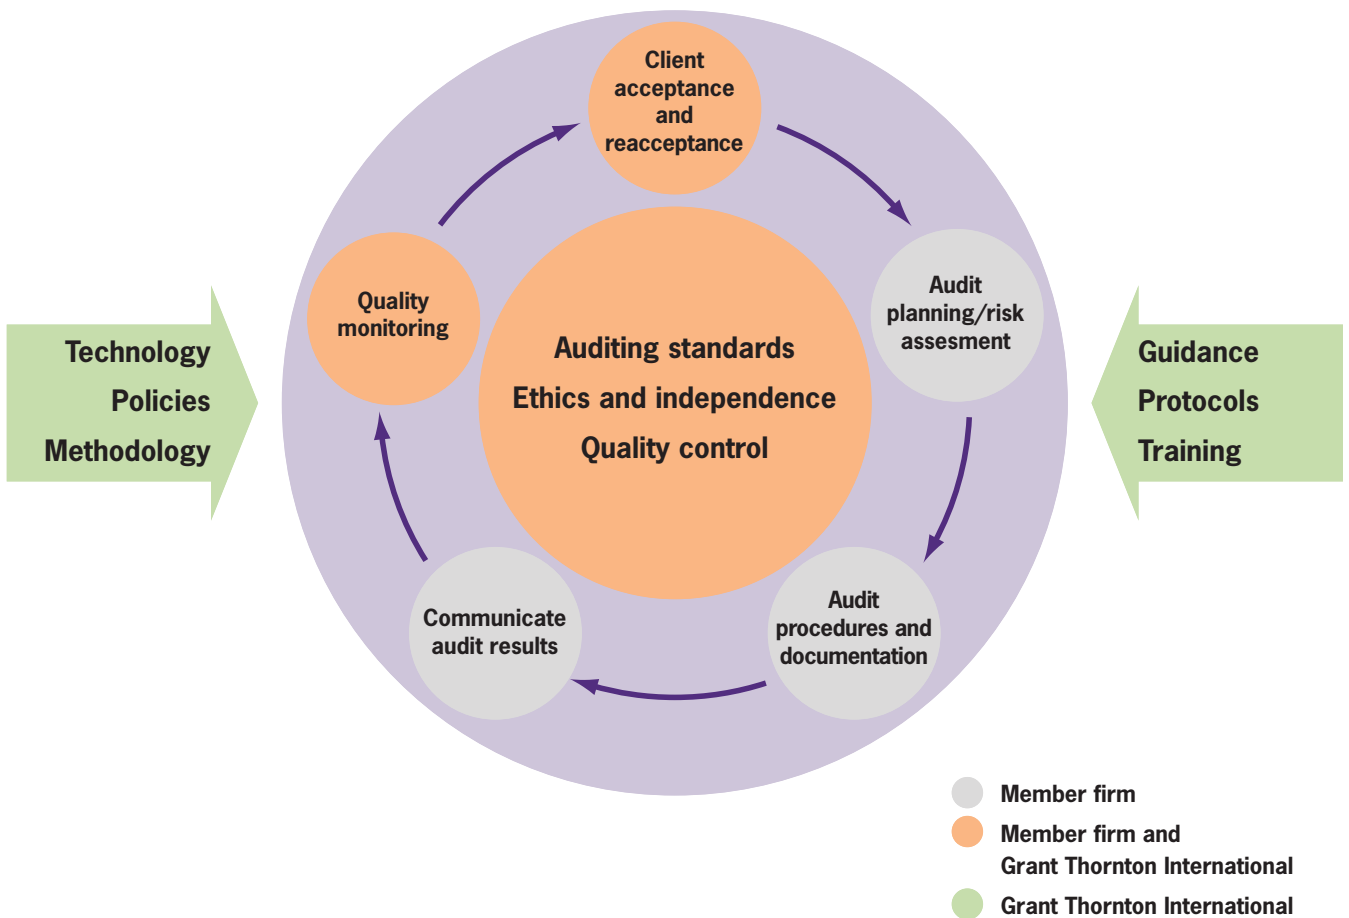 Client
acceptance
and
reacceptance
Audit
planning/risk
assesment
Audit
procedures and
documentation
Communicate
audit results
Quality
monitoring
Auditing standards
Ethics and independence
Quality control
Technology
Policies
Methodology
Guidance
Protocols
Training
Member firm
Member firm and
Grant Thornton International
Grant Thornton International